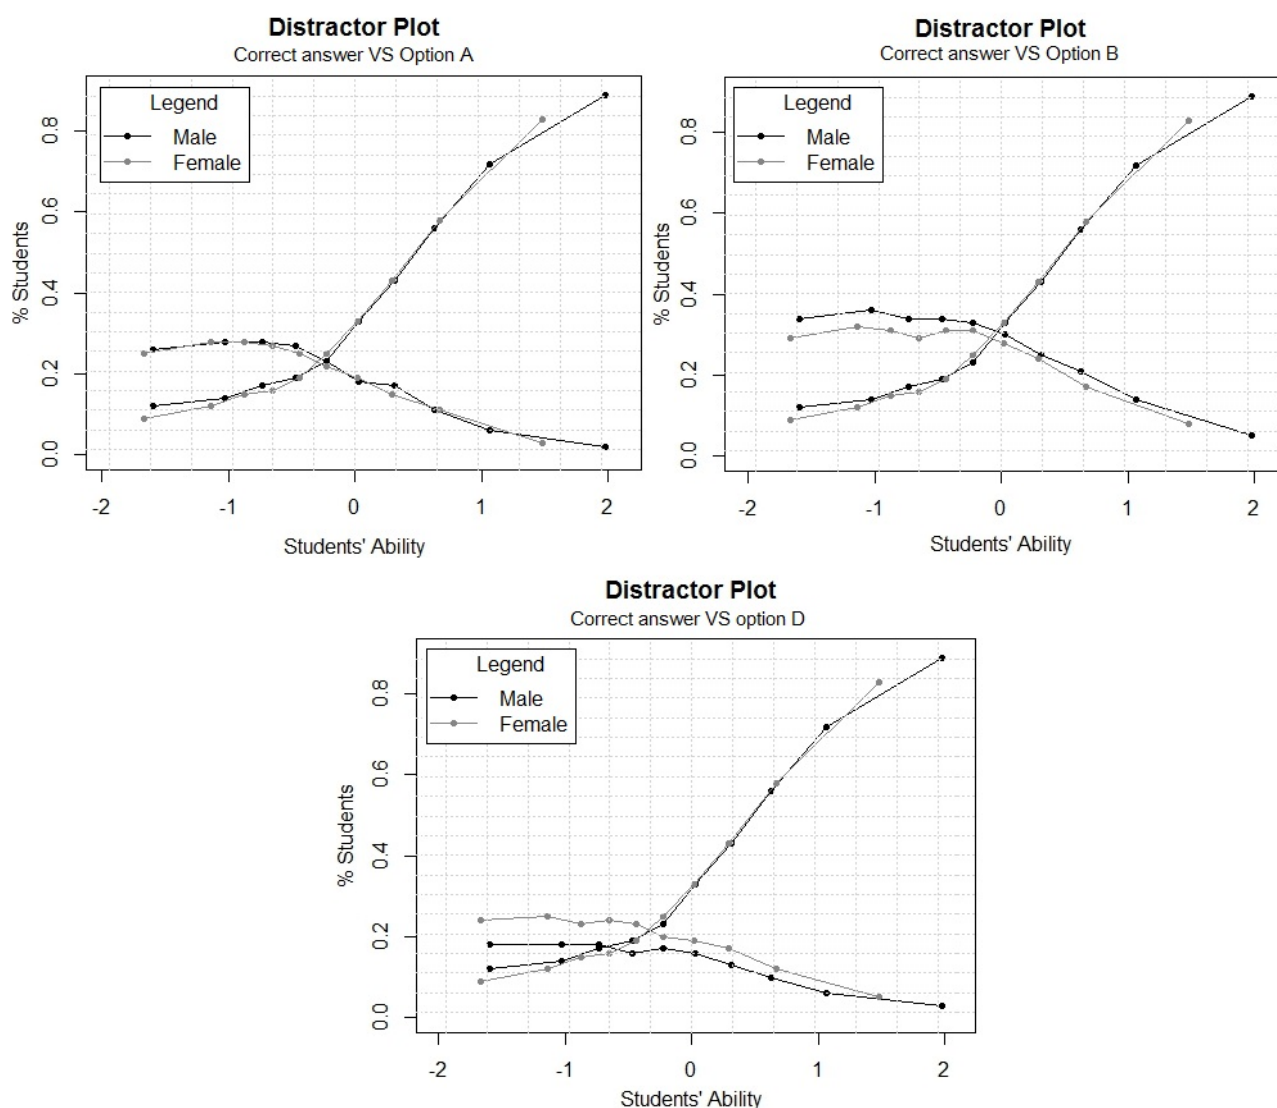 Distractor Plot
Correct answer VS Option A
Legend
Male
Female
% Students
0.8
0.6
0.4
0.2
0.0
-2 -1 0 1 2
Students' Ability
Distractor Plot
Correct answer VS Option B
Legend
Male
Female
% Students
0.8
0.6
0.4
0.2
0.0
-2 -1 0 1 2
Students' Ability
Distractor Plot
Correct answer VS option D
Legend
Male
Female
% Students
0.8
0.6
0.4
0.2
0.0
-2 -1 0 1 2
Students' Ability